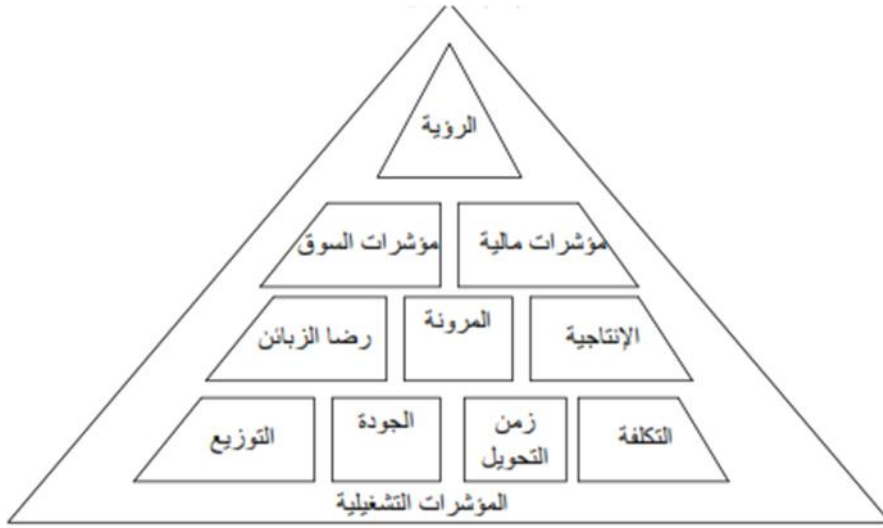 الرؤية
مؤشرات مالية
مؤشرات السوق
الإنتاجية
المرونة
رضا الزبائن
التكلفة
زمن
التحويل
الجودة
التوزيع
المؤشرات التشغيلية